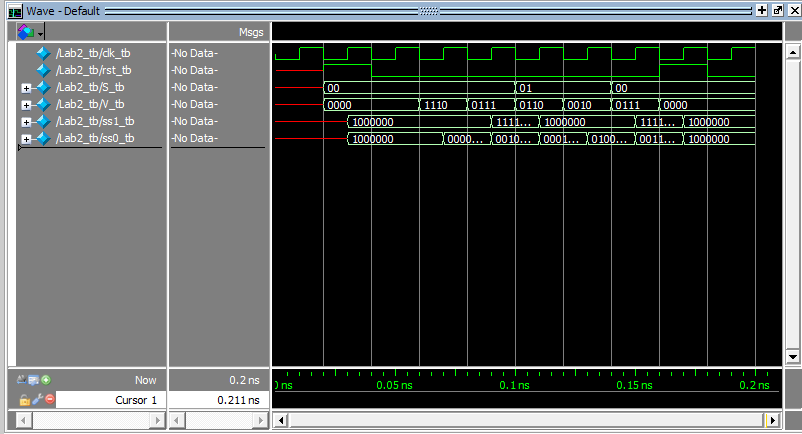 Wave - Default
Msgs
/Lab2_tb/clk_tb -No Data-
/Lab2_tb/rst_tb -No Data-
/Lab2_tb/S_tb -No Data- 00 01 00
/Lab2_tb/V_tb -No Data- 0000 1110 0111 0110 0010 0111 0000
/Lab2_tb/ss1_tb -No Data- 1000000 1111... 1000000 1111... 1000000
/Lab2_tb/ss0_tb -No Data- 1000000 0000... 0010... 0001... 0100... 0011... 1000000
Now 0.2 ns 0 ns 0.05 ns 0.1 ns 0.15 ns 0.2 ns
Cursor 1 0.211 ns